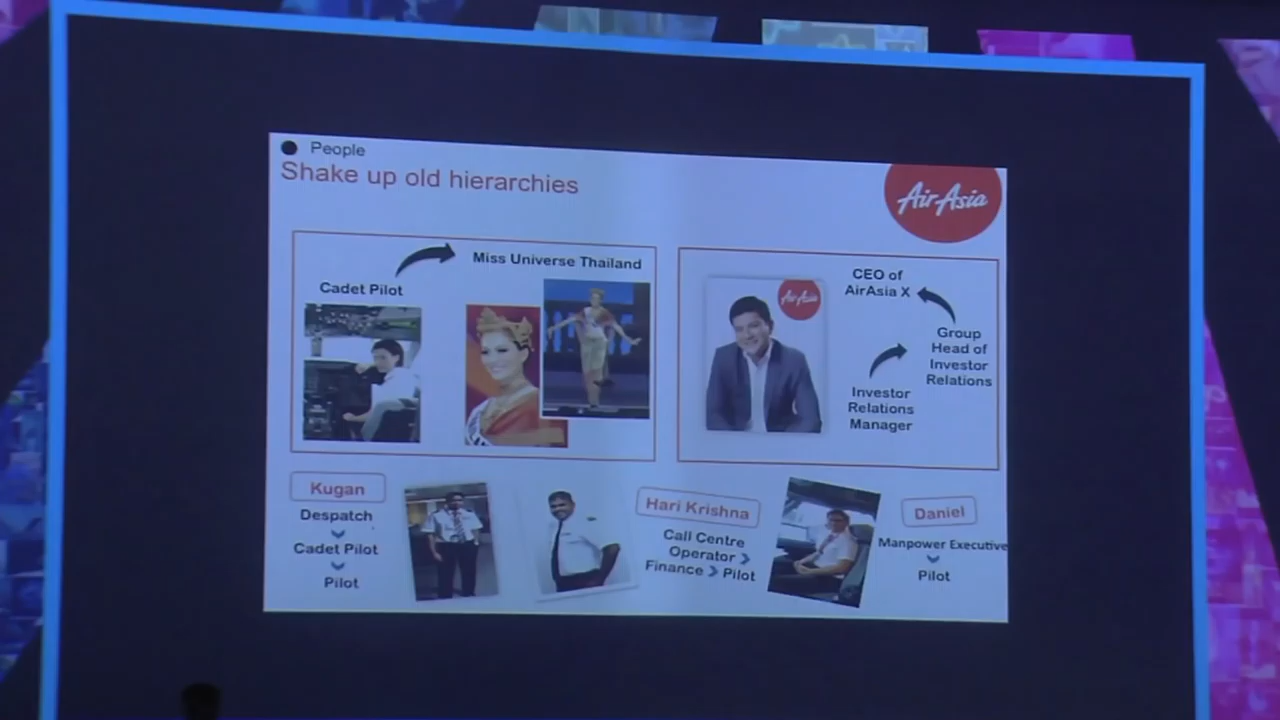 People
Shake up old hierarchies
AirAsia
Miss Universe Thailand
Cadet Pilot
AirAsia
CEO of
AirAsia X
Group
Head of
Investor
Relations
Investor
Relations
Manager
Kugan
Despatch
Cadet Pilot
Pilot
Hari Krishna
Call Centre
Operator
Finance > Pilot
Daniel
Manpower Executive
Pilot